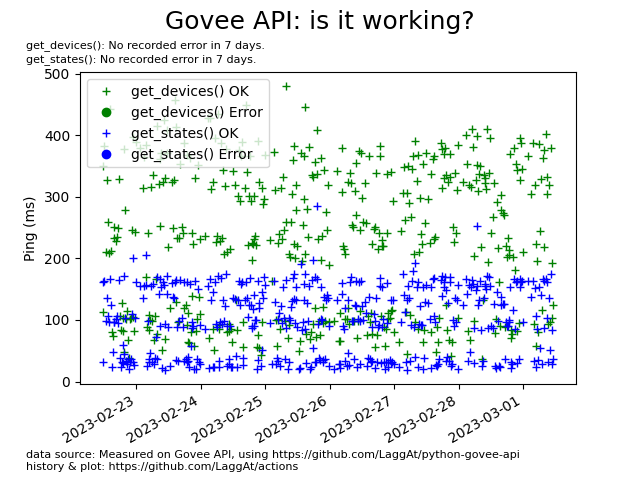 Govee API: is it working?
get_devices(): No recorded error in 7 days.
get_states(): No recorded error in 7 days.
500
400
300
200
100
0
Ping (ms)
get_devices() OK
get_devices() Error
get_states() OK
get_states() Error
2023-02-23
2023-02-24
2023-02-25
2023-02-26
2023-02-27
2023-02-28
2023-03-01
data source: Measured on Govee API, using https://github.com/LaggAt/python-govee-api
history & plot: https://github.com/LaggAt/actions